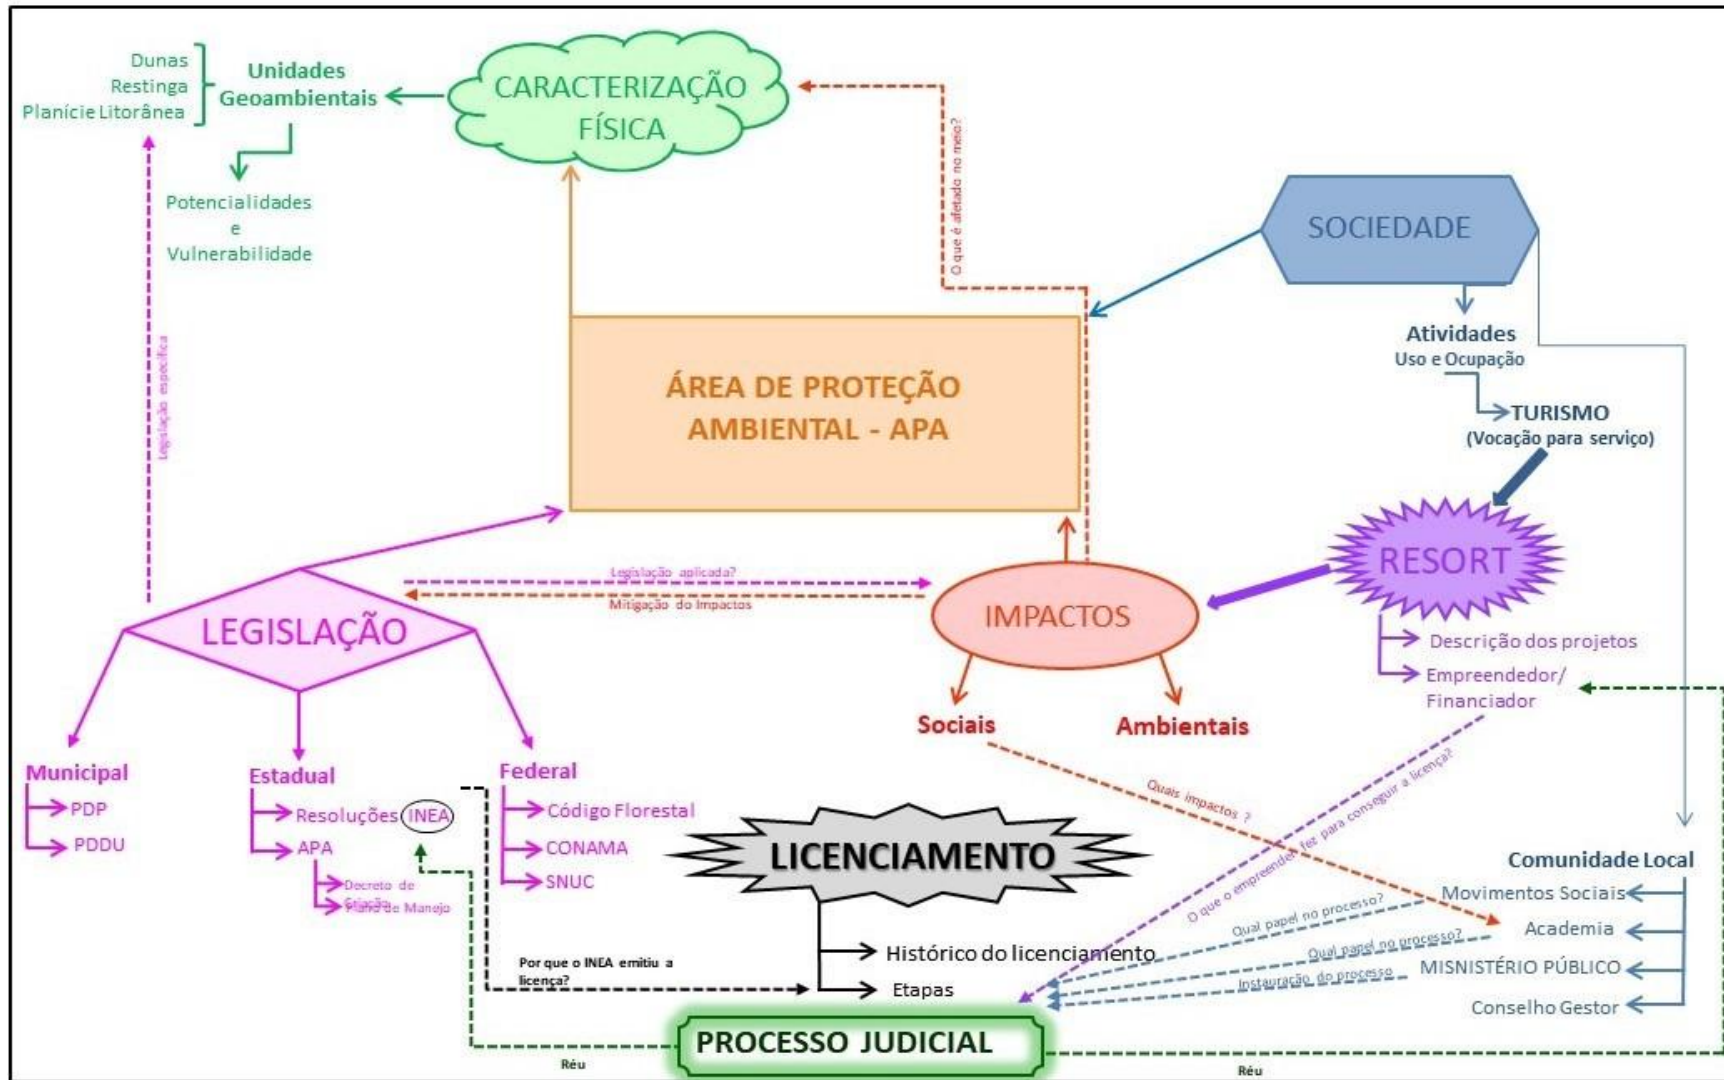 Dunas
Restinga
Planície Litorânea
Unidades
Geoambientais
CARACTERIZAÇÃO
FÍSICA
Potencialidades
e
Vulnerabilidade
O que é afetado no meio?
SOCIEDADE
Atividades
Uso e Ocupação
TURISMO
(Vocação para serviço)
Legislação específica
ÁREA DE PROTEÇÃO
AMBIENTAL - APA
RESORT
Descrição dos projetos
Empreendedor/
Financiador
Legislação aplicada?
Mitigação do Impactos
IMPACTOS
Sociais
Ambientais
LEGISLAÇÃO
Municipal
PDP
PDDU
Estadual
Resoluções INEA
APA
Decreto de
Criação
Plano de Manejo
Federal
Código Florestal
CONAMA
SNUC
Quais impactos ?
O que o empreender fez para conseguir a licença?
LICENCIAMENTO
Histórico do licenciamento
Etapas
Por que o INEA emitiu a
licença?
Comunidade Local
Movimentos Sociais
Academia
MISNISTÉRIO PÚBLICO
Conselho Gestor
Qual papel no processo?
Qual papel no processo?
Instauração do processo
PROCESSO JUDICIAL
Réu
Réu